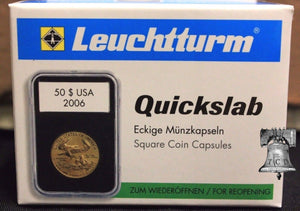 Leuchtturm®
50 $ USA
2006
Quickslab
Eckige Münzkapseln
Square Coin Capsules
ZUM WIEDERÖFFNEN / FOR REOPENING